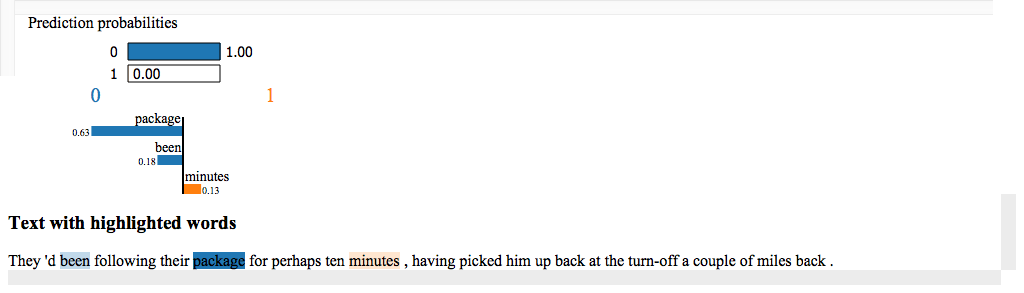 Prediction probabilities
0 1.00
1 0.00
0 1
package
0.63
been
0.18
minutes
0.13
Text with highlighted words
They 'd been following their package for perhaps ten minutes , having picked him up back at the turn-off a couple of miles back .